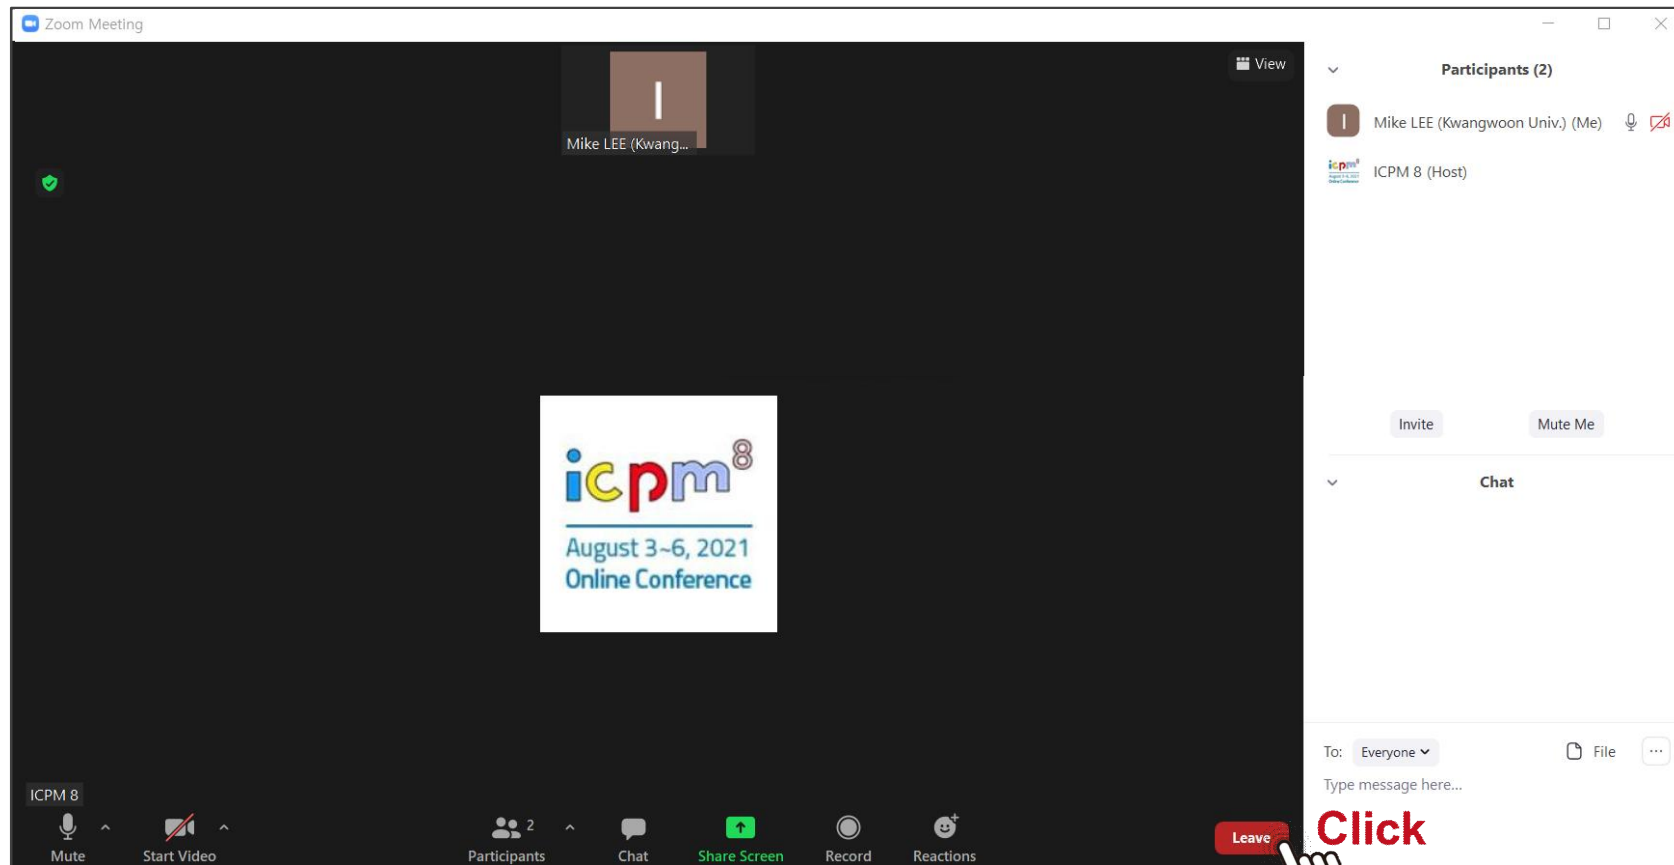 Zoom Meeting
View
Mike LEE (Kwang...
Participants (2)
Mike LEE (Kwangwoon Univ.) (Me)
icpm8
ICPM 8 (Host)
Invite
Mute Me
icpm8
August 3~6, 2021
Online Conference
Chat
To: Everyone
File
Type message here...
ICPM 8
Mute
Start Video
2
Participants
Chat
Share Screen
Record
Reactions
Leave
Click